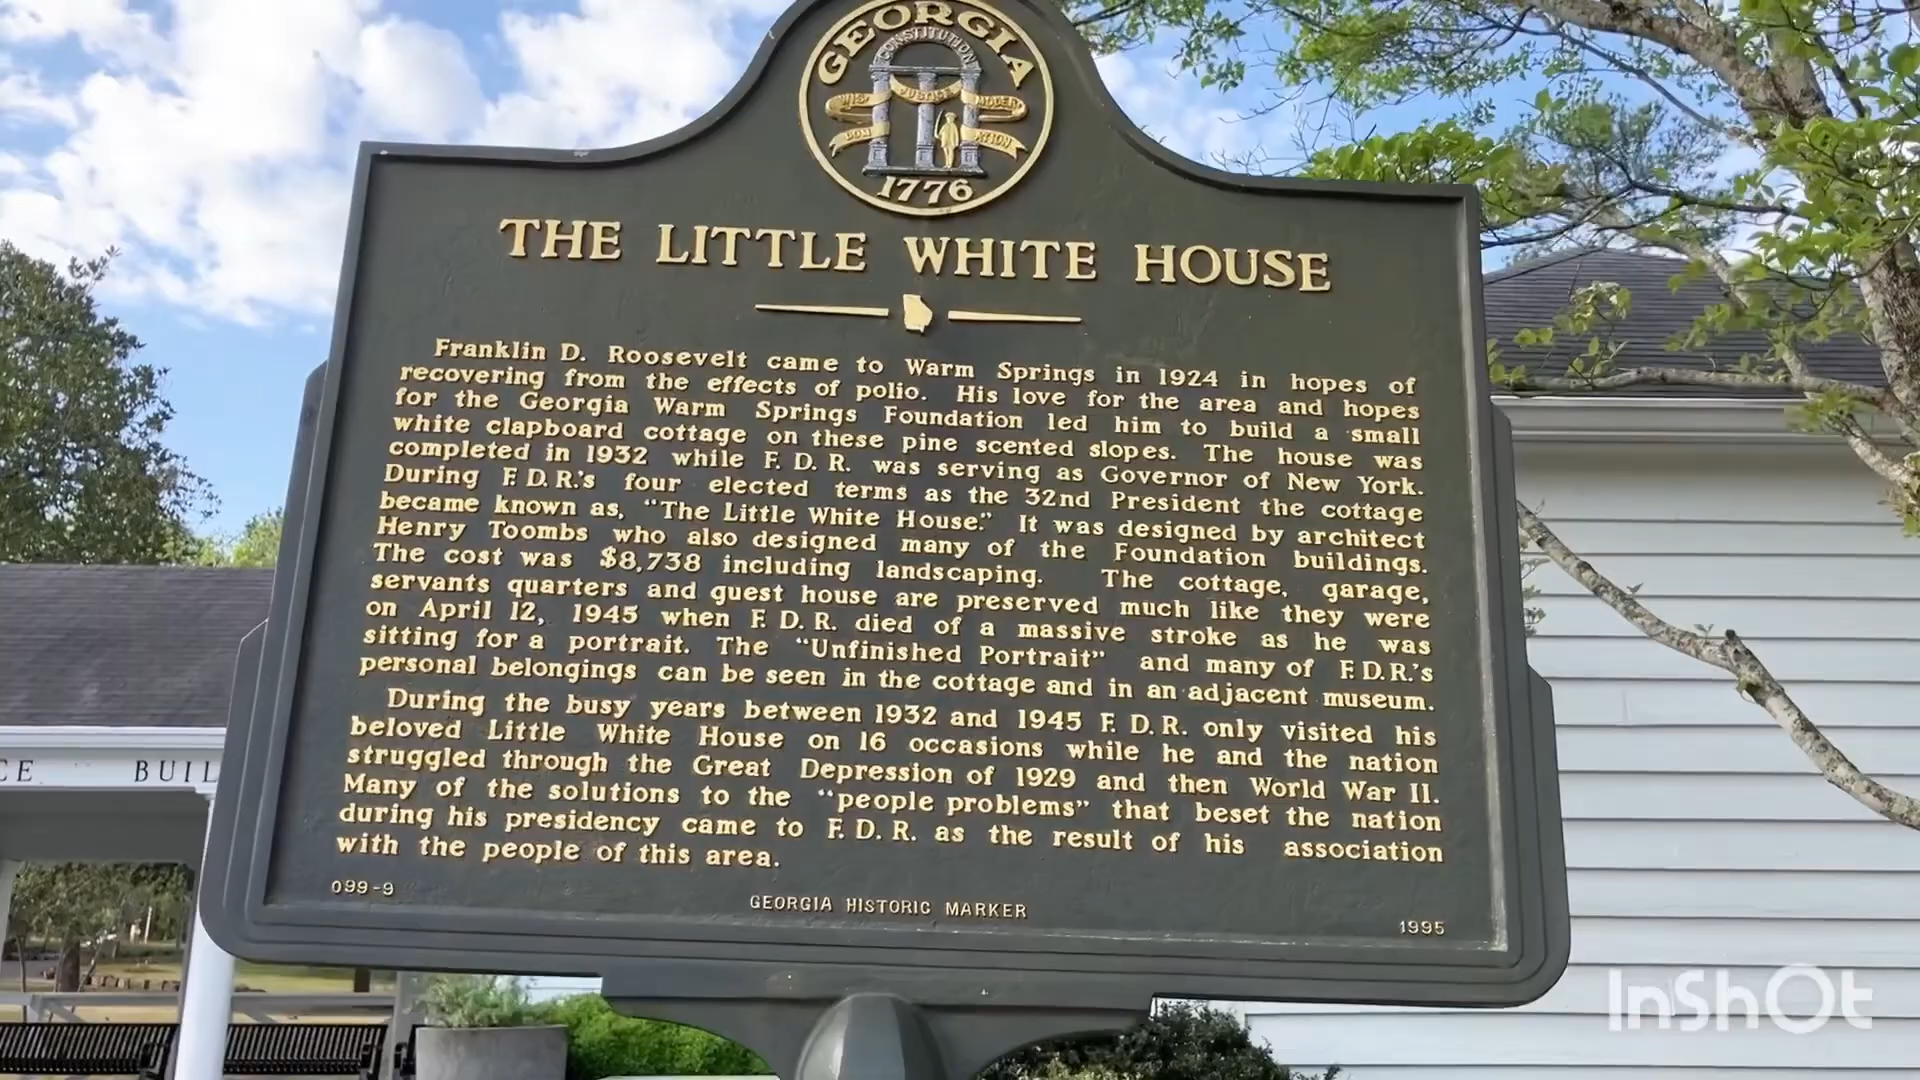 GEORGIA
CONSTITUTION
WIS JUSTICE MODER
DOM ATION
1776
THE LITTLE WHITE HOUSE
Franklin D. Roosevelt came to Warm Springs in 1924 in hopes of
recovering from the effects of polio. His love for the area and hopes
for the Georgia Warm Springs Foundation led him to build a small
white clapboard cottage on these pine scented slopes. The house was
completed in 1932 while F. D. R. was serving as Governor of New York.
During F. D. R.'s four elected terms as the 32nd President the cottage
became known as, "The Little White House." It was designed by architect
Henry Toombs who also designed many of the Foundation buildings.
The cost was $8,738 including landscaping. The cottage, garage,
servants quarters and guest house are preserved much like they were
on April 12, 1945 when F. D. R. died of a massive stroke as he was
sitting for a portrait. The "Unfinished Portrait" and many of F. D. R.'s
personal belongings can be seen in the cottage and in an adjacent museum.
During the busy years between 1932 and 1945 F. D. R. only visited his
beloved Little White House on 16 occasions while he and the nation
struggled through the Great Depression of 1929 and then World War II.
Many of the solutions to the "people problems" that beset the nation
during his presidency came to F. D. R. as the result of his association
with the people of this area.
099-9
GEORGIA HISTORIC MARKER
1995
CE BUIL
InShOt